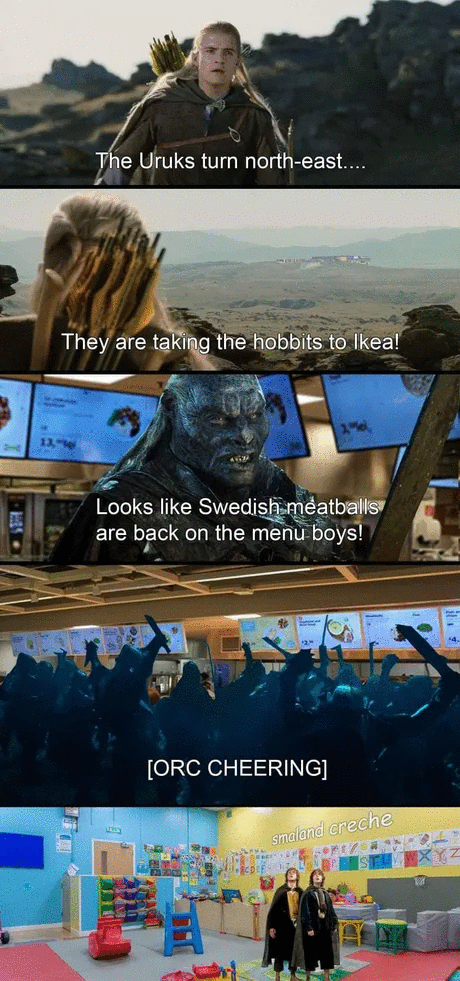 The Uruks turn north-east....
They are taking the hobbits to Ikea!
Looks like Swedish meatballs
are back on the menu boys!
[ORC CHEERING]
smaland creche